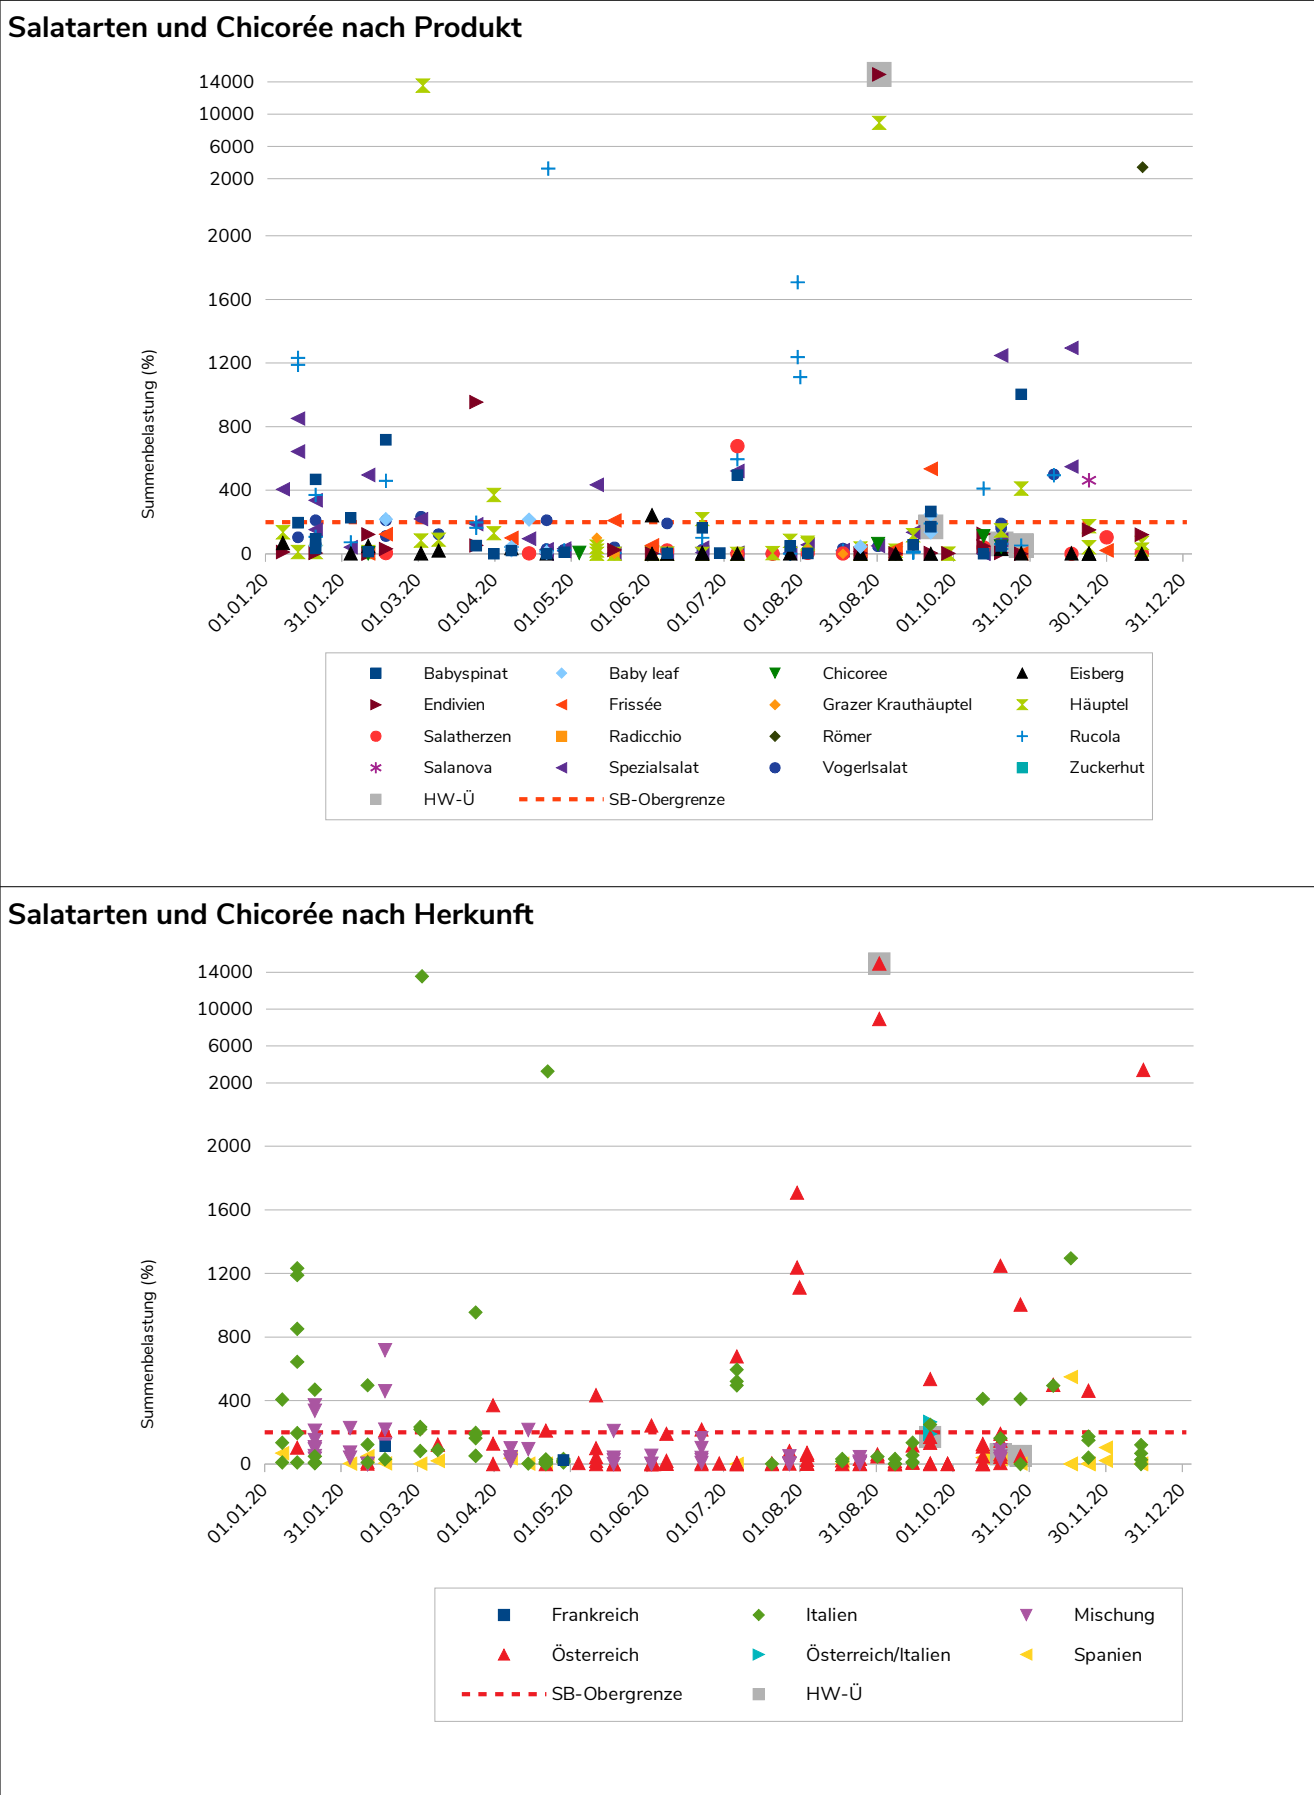 Salatarten und Chicorée nach Produkt
14000
10000
6000
2000
2000
1600
1200
800
400
0
Summenbelastung (%)
01.01.20 31.01.20 01.03.20 01.04.20 01.05.20 01.06.20 01.07.20 01.08.20 31.08.20 01.10.20 31.10.20 30.11.20 31.12.20
Babyspinat Baby leaf Chicoree Eisberg
Endivien Frissée Grazer Krauthäuptel Häuptel
Salatherzen Radicchio Römer Rucola
Salanova Spezialsalat Vogerlsalat Zuckerhut
HW-Ü SB-Obergrenze
Salatarten und Chicorée nach Herkunft
14000
10000
6000
2000
2000
1600
1200
800
400
0
Summenbelastung (%)
01.01.20 31.01.20 01.03.20 01.04.20 01.05.20 01.06.20 01.07.20 01.08.20 31.08.20 01.10.20 31.10.20 30.11.20 31.12.20
Frankreich Italien Mischung
Österreich Österreich/Italien Spanien
SB-Obergrenze HW-Ü